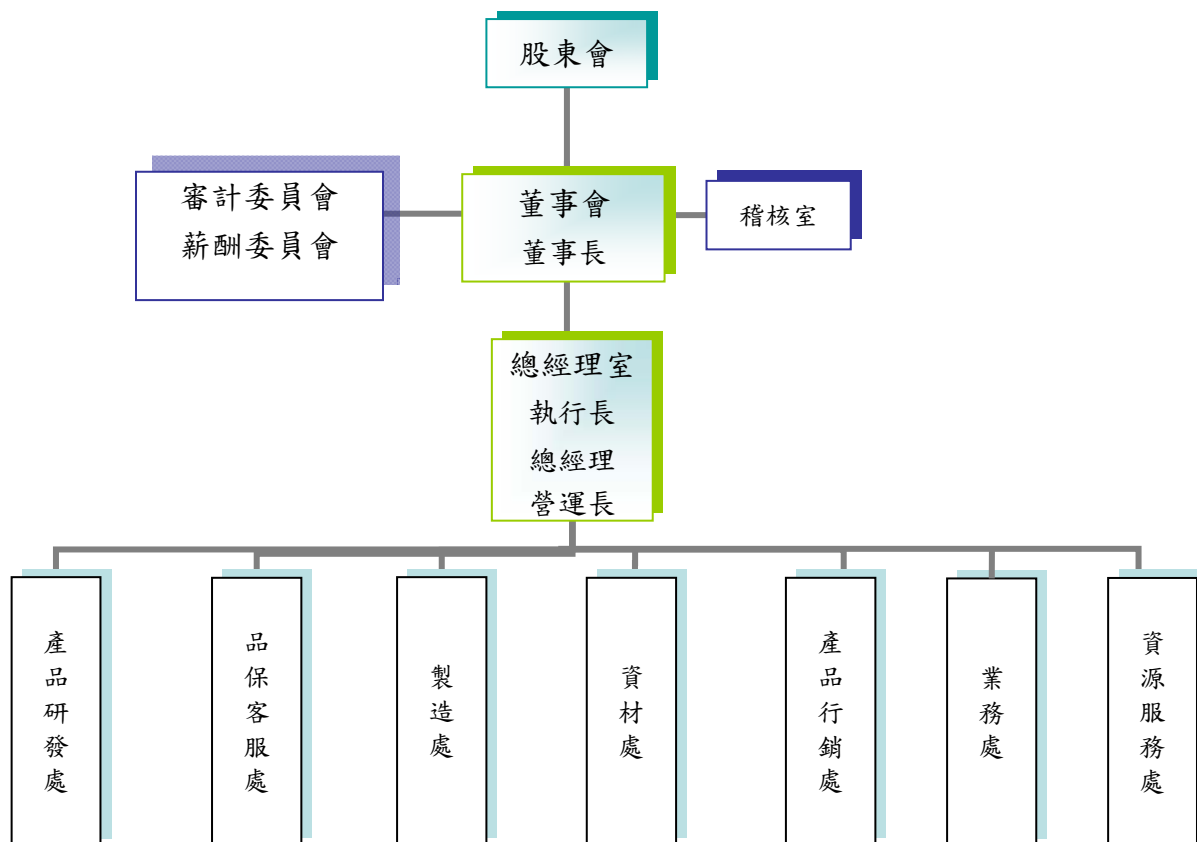 股東會
審計委員會
薪酬委員會
董事會
董事長
稽核室
總經理室
執行長
總經理
營運長
產品研發處
品保客服處
製造處
資材處
產品行銷處
業務處
資源服務處